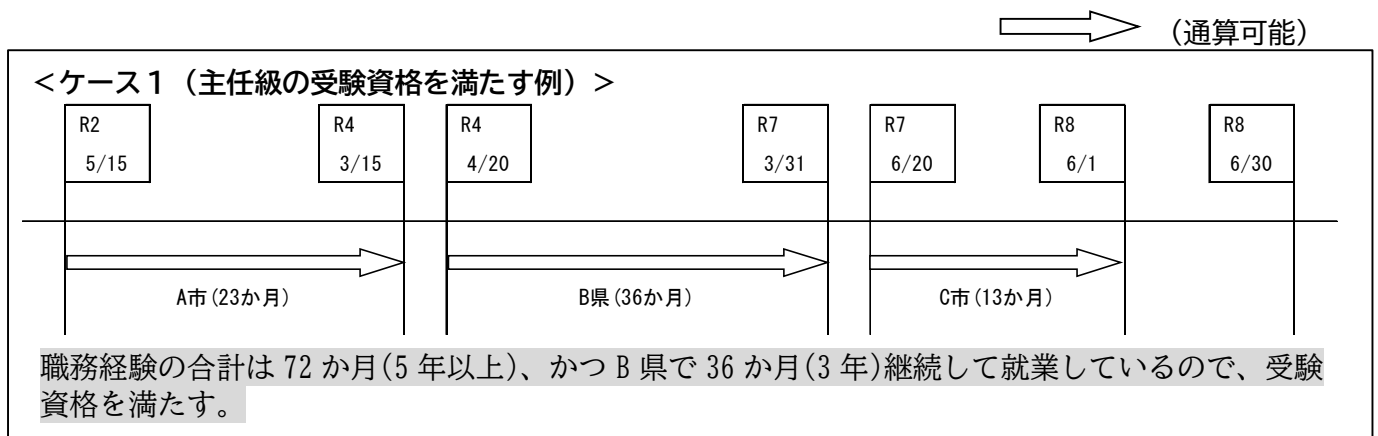 （通算可能）
＜ケース１（主任級の受験資格を満たす例）＞
R2 R4 R4 R7 R7 R8 R8
5/15 3/15 4/20 3/31 6/20 6/1 6/30
A市(23か月) B県(36か月) C市(13か月)
職務経験の合計は 72 か月(5 年以上)、かつ B 県で 36 か月(3 年)継続して就業しているので、受験
資格を満たす。